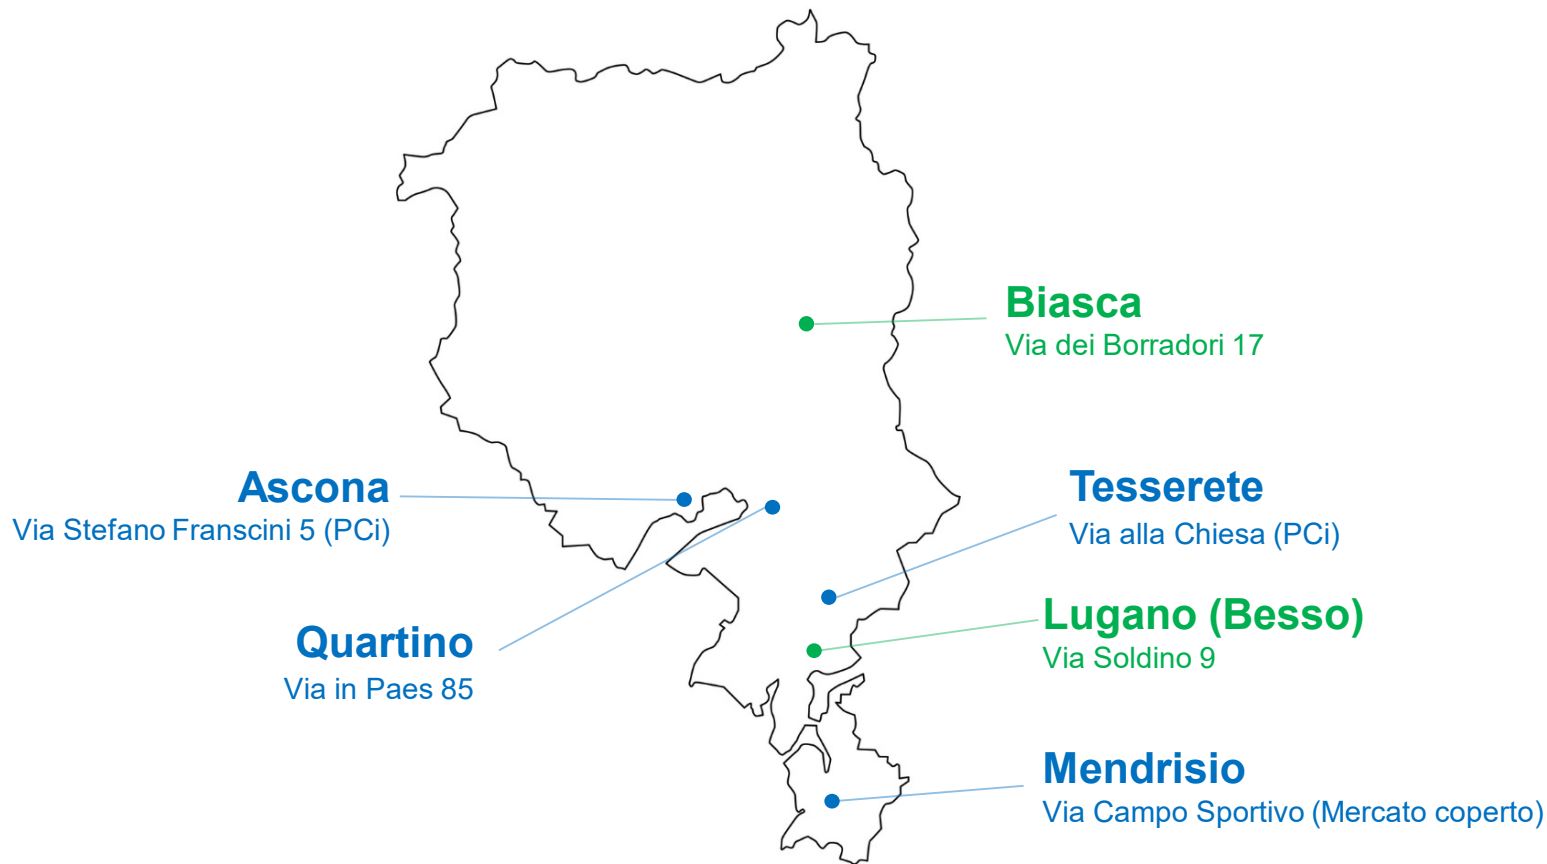 Biasca
Via dei Borradori 17
Ascona
Via Stefano Franscini 5 (PCi)
Tesserete
Via alla Chiesa (PCi)
Quartino
Via in Paes 85
Lugano (Besso)
Via Soldino 9
Mendrisio
Via Campo Sportivo (Mercato coperto)